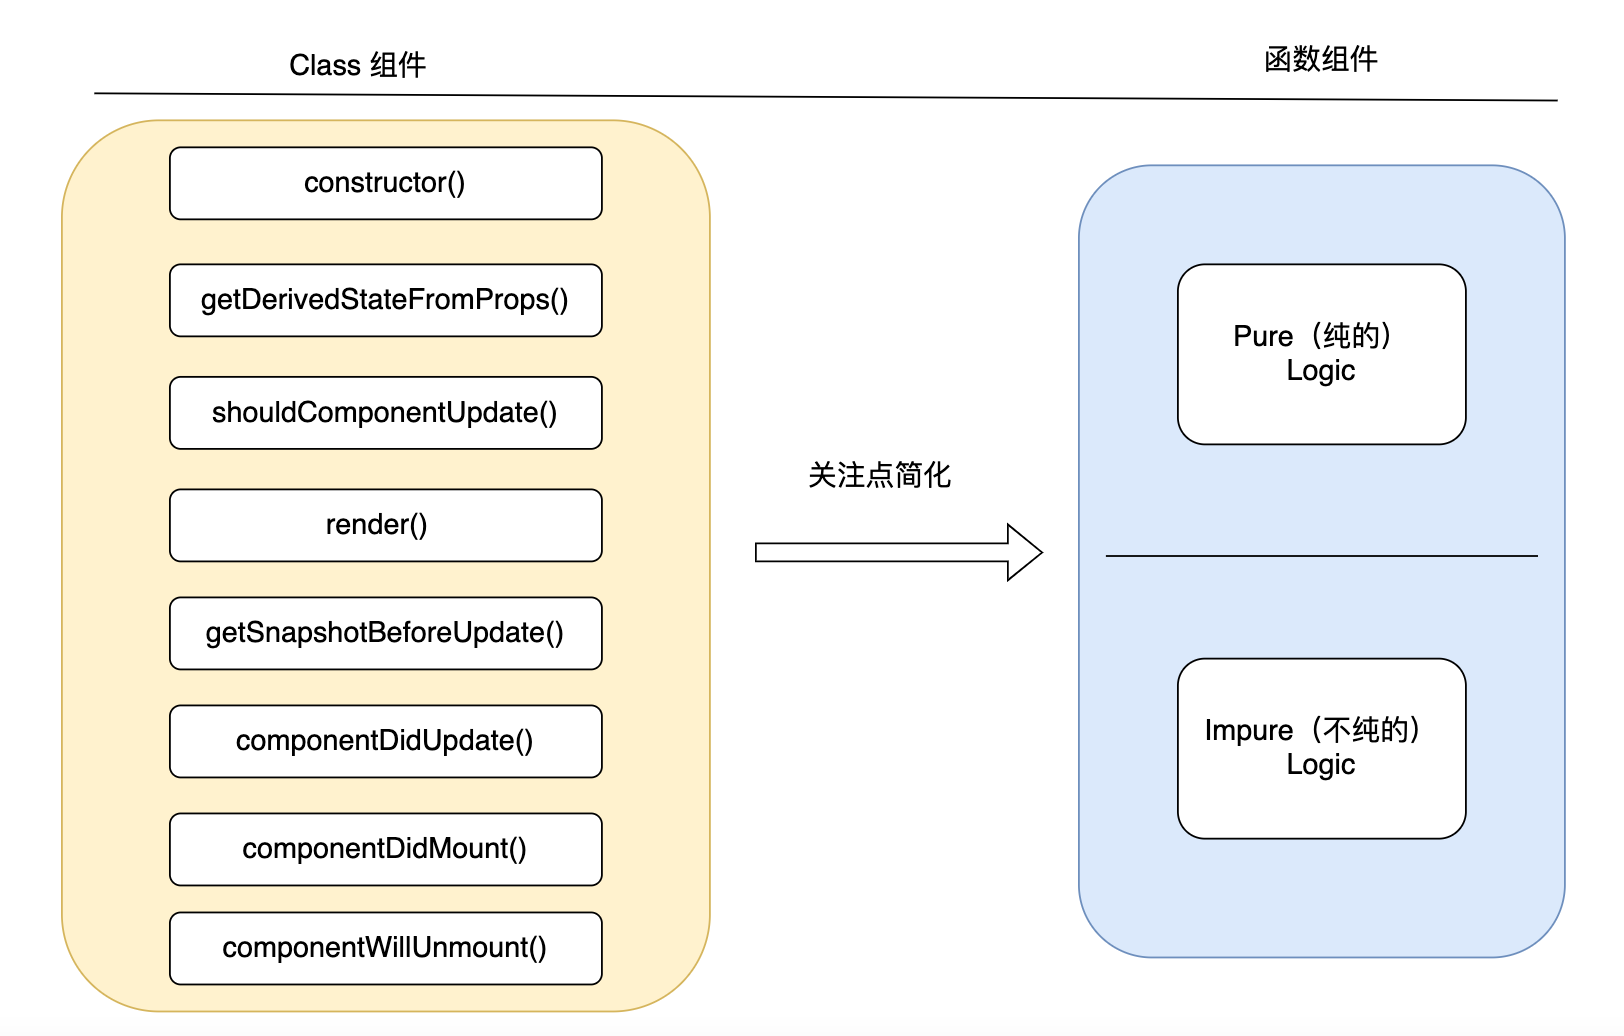 Class 组件
函数组件
constructor()
getDerivedStateFromProps()
shouldComponentUpdate()
render()
getSnapshotBeforeUpdate()
componentDidUpdate()
componentDidMount()
componentWillUnmount()
关注点简化
Pure（纯的）
Logic
Impure（不纯的）
Logic